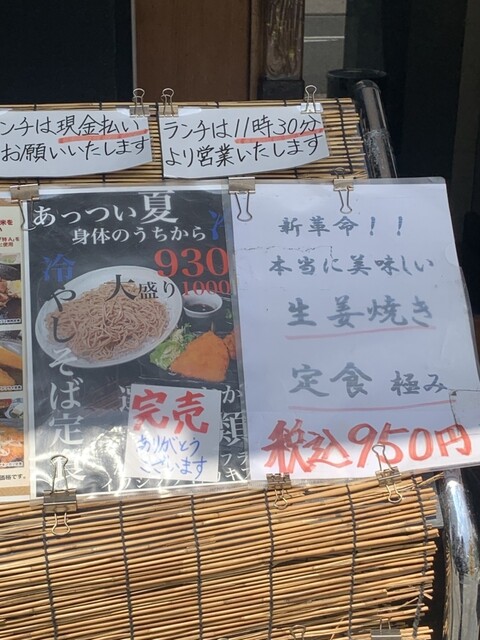 ンチは現金払い
お願いいたします
ランチは11時30分
より営業いたします
あっつい夏
身体のうちから
冷やしそば定
930
大盛り1000
完売
ありがとう
ございます
新革命！！
本当に美味しい
生姜焼き
定食 極み
税込950円